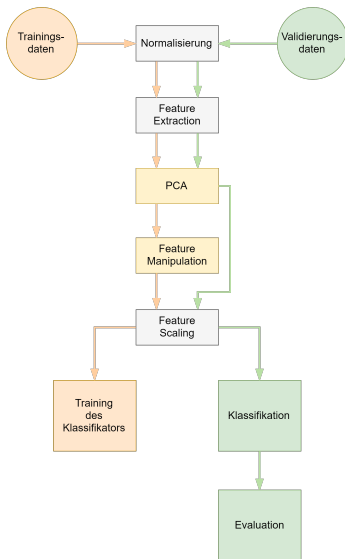 Trainings-
daten
Normalisierung
Validierungs-
daten
Feature
Extraction
PCA
Feature
Manipulation
Feature
Scaling
Training
des
Klassifikators
Klassifikation
Evaluation